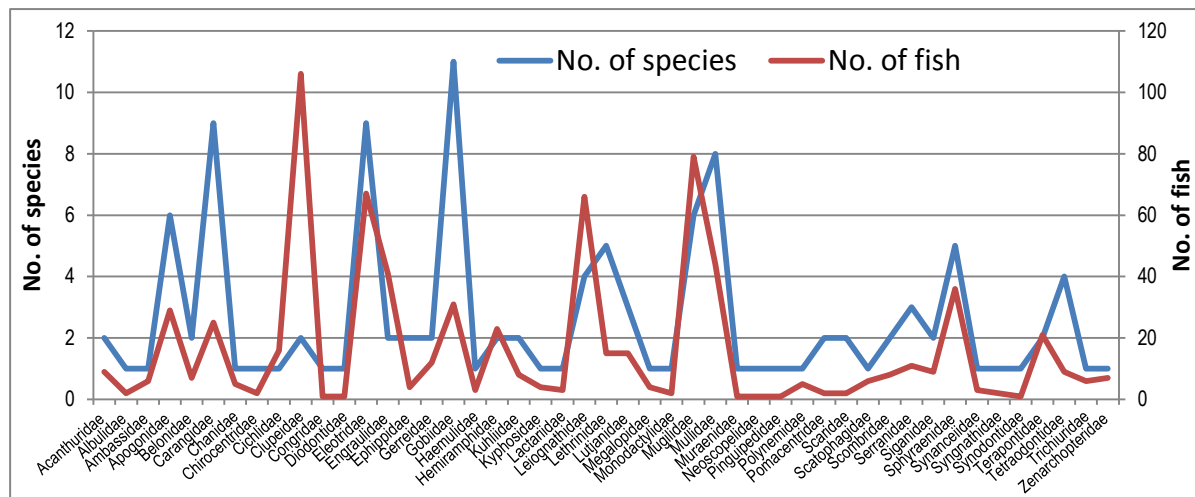 12
10
8
6
4
2
0
120
100
80
60
40
20
0
No. of species
No. of fish
No. of species
No. of fish
Acanthuridae
Albulidae
Ambassidae
Apogonidae
Belonidae
Carangidae
Chanidae
Chirocentridae
Cichlidae
Clupeidae
Congridae
Diodontidae
Eleotridae
Engraulidae
Ephippidae
Gerreidae
Gobiidae
Haemulidae
Hemiramphidae
Kuhliidae
Kyphosidae
Lactaridae
Leiognathidae
Lethrinidae
Lutjanidae
Megalopidae
Monodactylidae
Mugilidae
Mullidae
Muraenidae
Neoscopelidae
Pinguipedidae
Polynemidae
Pomacentridae
Scaridae
Scatophagidae
Scombridae
Serranidae
Siganidae
Sphyraenidae
Synanceiidae
Syngnathidae
Synodontidae
Terapontidae
Tetraodontidae
Trichiuridae
Zenarchopteridae